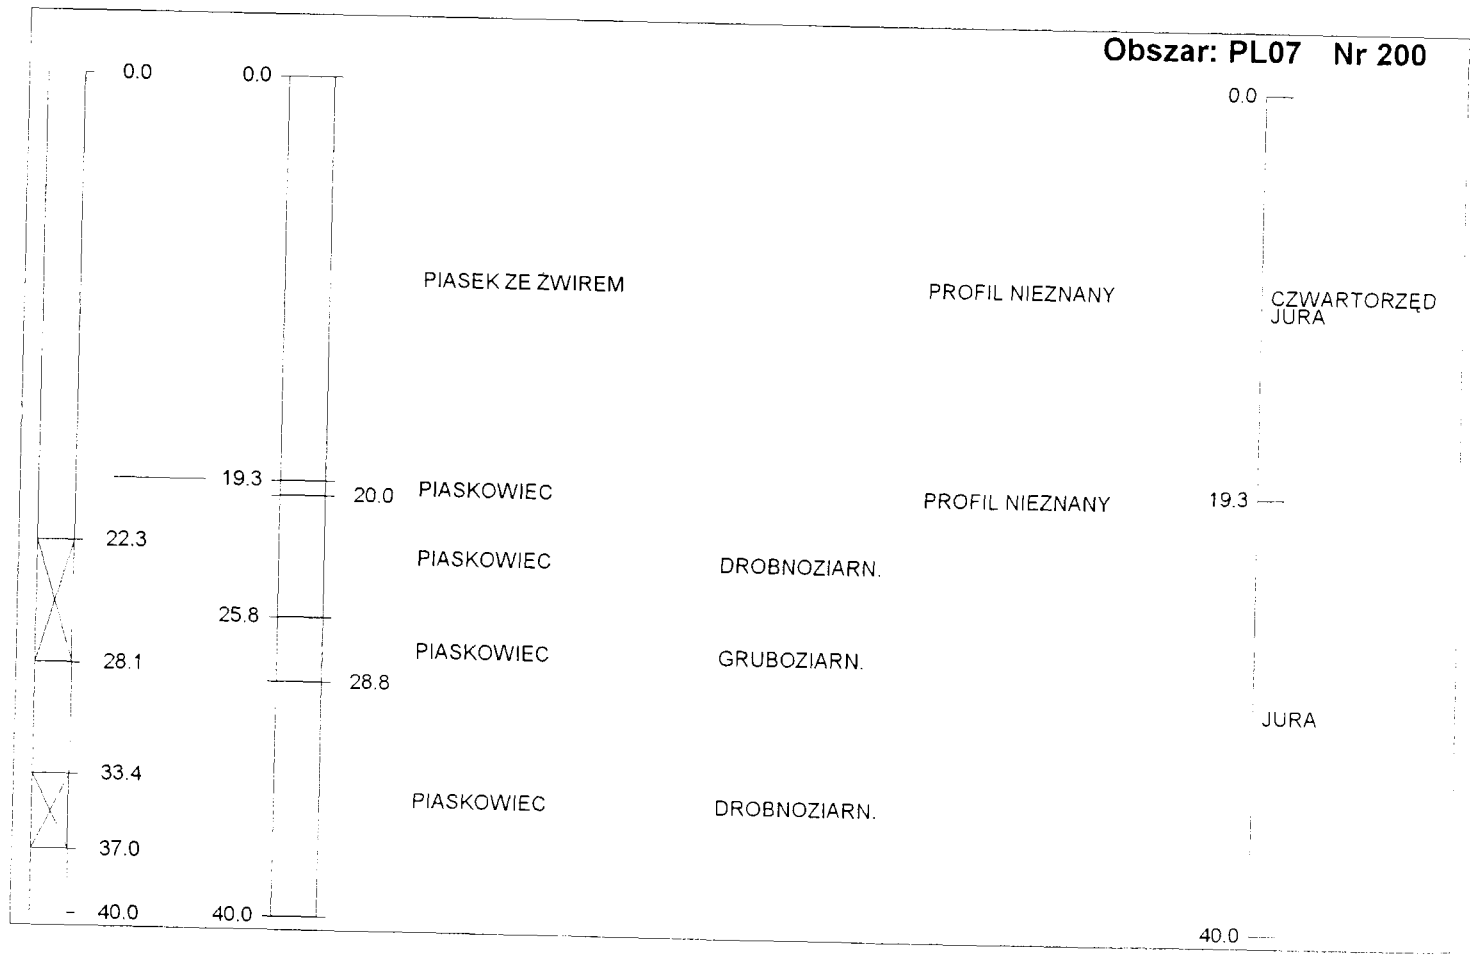 Obszar: PL07 Nr 200
0.0 0.0 0.0
PIASEK ZE ŻWIREM PROFIL NIEZNANY CZWARTORZĘD
JURA
19.3 20.0 PIASKOWIEC PROFIL NIEZNANY 19.3
22.3 PIASKOWIEC DROBNOZIARN.
25.8
28.1 PIASKOWIEC GRUBOZIARN.
28.8
JURA
33.4
PIASKOWIEC DROBNOZIARN.
37.0
40.0 40.0 40.0